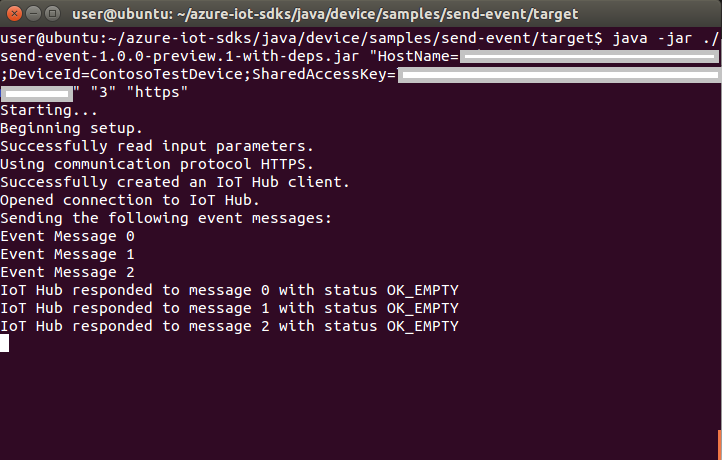 user@ubuntu: ~/azure-iot-sdks/java/device/samples/send-event/target
user@ubuntu:~/azure-iot-sdks/java/device/samples/send-event/target$ java -jar ./
send-event-1.0.0-preview.1-with-deps.jar "HostName=
;DeviceId=ContosoTestDevice;SharedAccessKey=
" "3" "https"
Starting...
Beginning setup.
Successfully read input parameters.
Using communication protocol HTTPS.
Successfully created an IoT Hub client.
Opened connection to IoT Hub.
Sending the following event messages:
Event Message 0
Event Message 1
Event Message 2
IoT Hub responded to message 0 with status OK_EMPTY
IoT Hub responded to message 1 with status OK_EMPTY
IoT Hub responded to message 2 with status OK_EMPTY